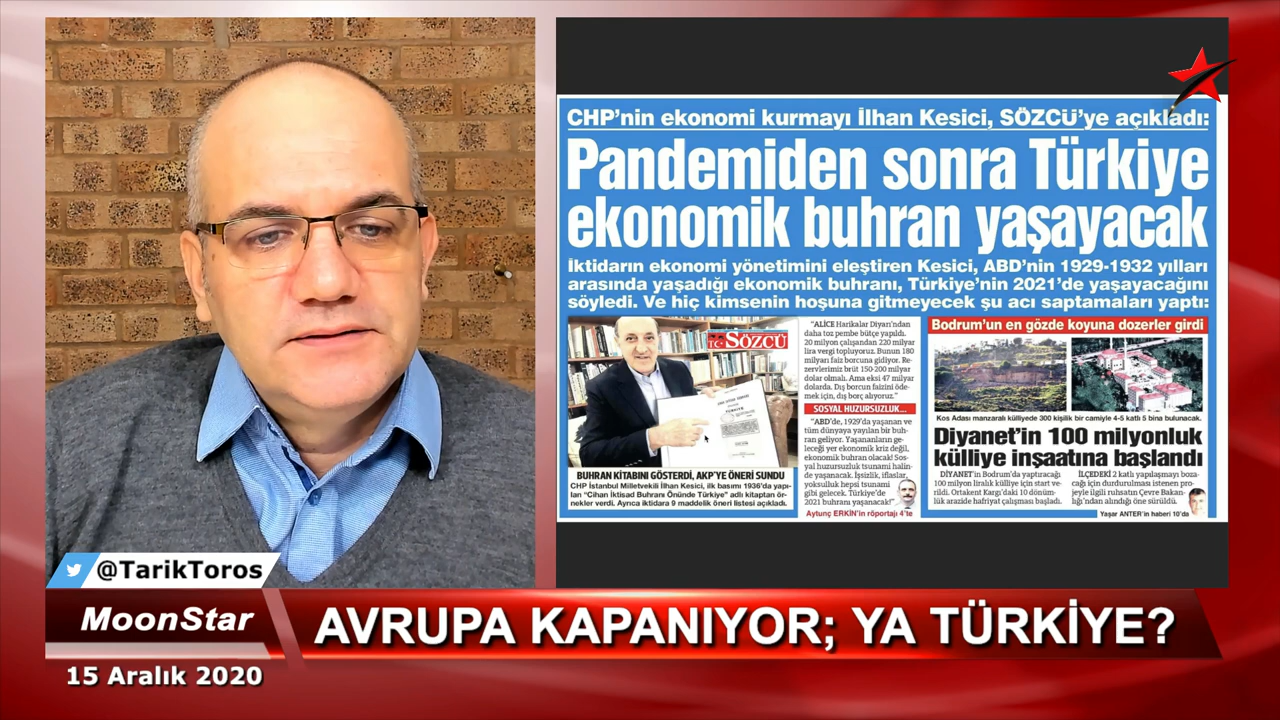 CHP'nin ekonomi kurmayı İlhan Kesici, SÖZCÜ'ye açıkladı:
Pandemiden sonra Türkiye
ekonomik buhran yaşayacak
İktidarın ekonomi yönetimini eleştiren Kesici, ABD'nin 1929-1932 yılları
arasında yaşadığı ekonomik buhranı, Türkiye'nin 2021'de yaşayacağını
söyledi. Ve hiç kimsenin hoşuna gitmeyecek şu acı saptamaları yaptı:
TC SÖZCÜ
BUHRAN KİTABINI GÖSTERDİ, AKP'YE ÖNERİ SUNDU
CHP İstanbul Milletvekili İlhan Kesici, ilk basımı 1936'da yapı-
lan "Cihan İktisad Buhranı Önünde Türkiye" adlı kitaptan ör-
nekler verdi. Ayrıca iktidara 9 maddelik öneri listesi açıkladı.
"ALİCE Harikalar Diyarı'ndan
daha toz pembe bütçe yapıldı.
20 milyon çalışandan 220 milyar
lira vergi topluyoruz. Bunun 180
milyarı faiz borcuna gidiyor. Re-
zervlerimiz brüt 150-200 milyar
dolar olmalı. Ama eksi 47 milyar
dolarda. Dış borcun faizini öde-
mek için, dış borç alıyoruz."
SOSYAL HUZURSUZLUK...
"ABD'de, 1929'da yaşanan ve
tüm dünyaya yayılan bir buh-
ran geliyor. Yaşananların ge-
leceği yer ekonomik kriz değil,
ekonomik buhran olacak! Sos-
yal huzursuzluk tsunami halin-
de yaşanacak. İşsizlik, iflaslar,
yoksulluk hepsi tsunami
gibi gelecek. Türkiye'de
2021 buhranı yaşanacak!"
Aytunç ERKİN'in röportajı 4'te
Bodrum'un en gözde koyuna dozerler girdi
Kos Adası manzaralı külliyede 300 kişilik bir camiyle 4-5 katlı 5 bina bulunacak.
Diyanet'in 100 milyonluk
külliye inşaatına başlandı
DİYANET'in Bodrum'da yaptıracağı
100 milyon liralık külliye için start ve-
rildi. Ortakent Kargı'daki 10 dönüm-
lük arazide hafriyat çalışması başladı.
İLÇEDEKİ 2 katlı yapılaşmayı boza-
cağı için durdurulması istenen pro-
jeyle ilgili ruhsatın Çevre Bakan-
lığı'ndan alındığı öne sürüldü.
Yaşar ANTER'in haberi 10'da
@TarikToros
MoonStar
AVRUPA KAPANIYOR; YA TÜRKİYE?
15 Aralık 2020